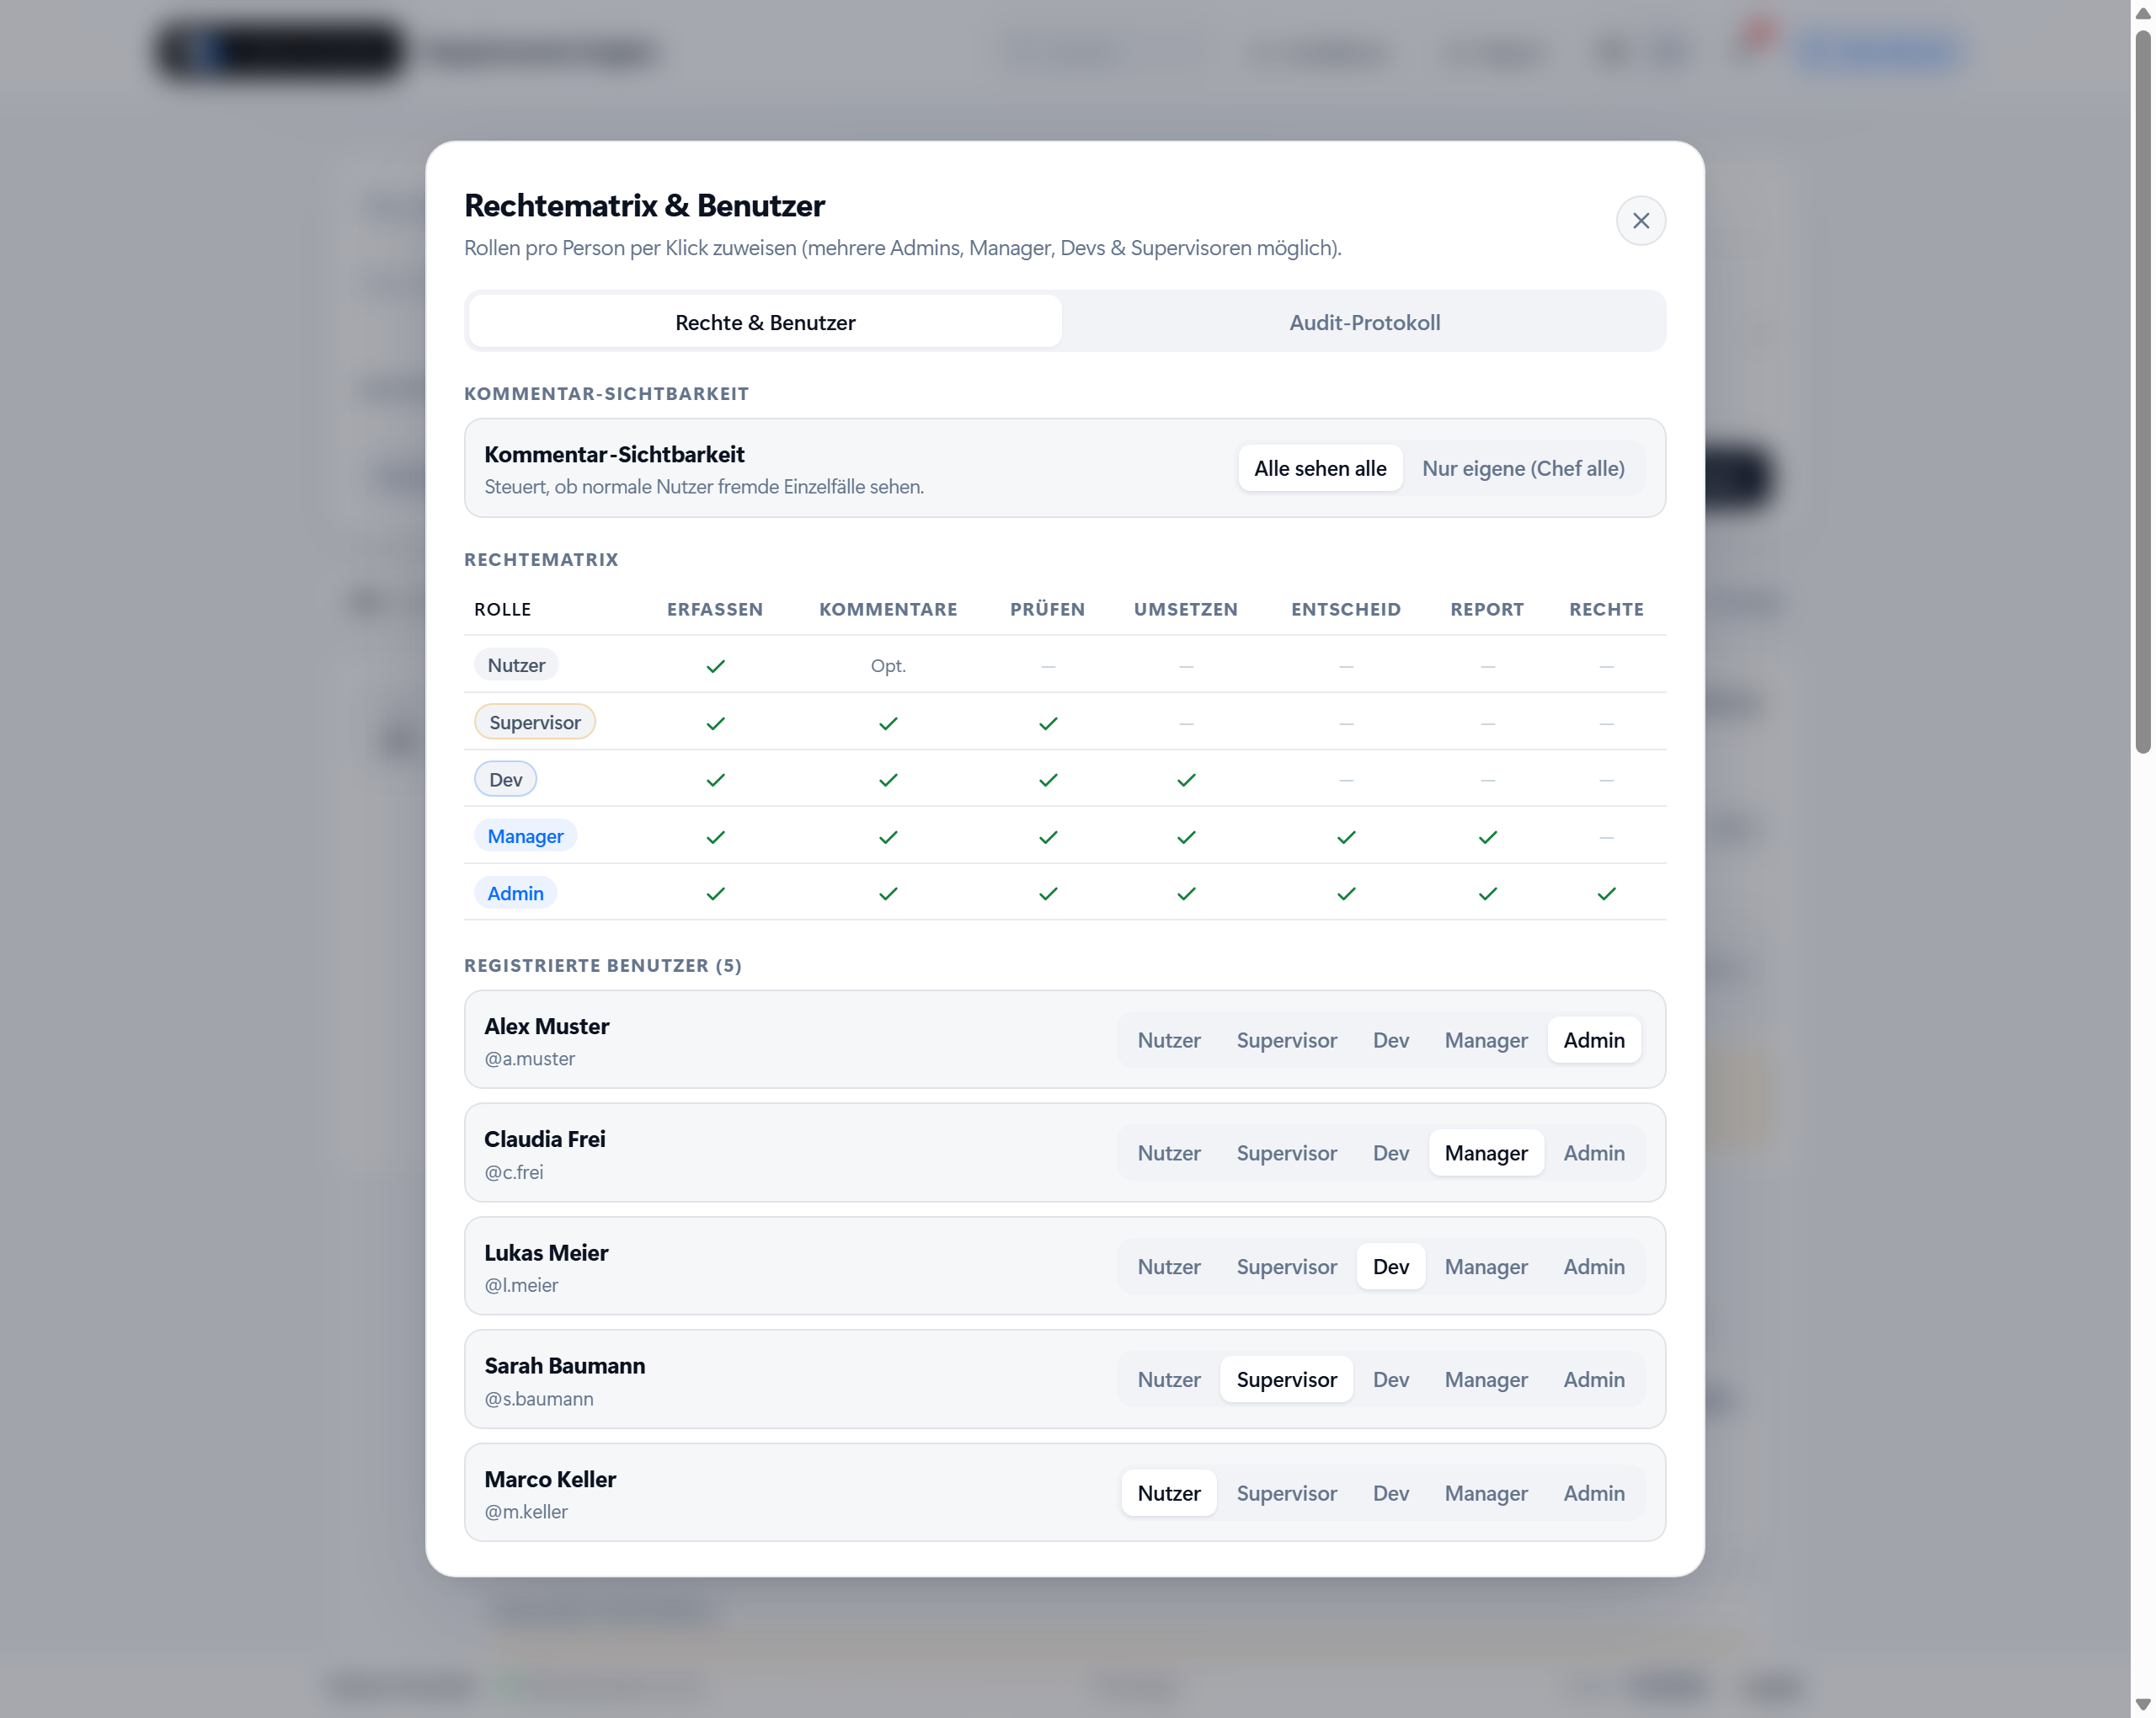 Rechtematrix & Benutzer
Rollen pro Person per Klick zuweisen (mehrere Admins, Manager, Devs & Supervisoren möglich).
Rechte & Benutzer Audit-Protokoll
KOMMENTAR-SICHTBARKEIT
Kommentar-Sichtbarkeit
Steuert, ob normale Nutzer fremde Einzelfälle sehen.
Alle sehen alle Nur eigene (Chef alle)
RECHTEMATRIX
ROLLE ERFASSEN KOMMENTARE PRÜFEN UMSETZEN ENTSCHEID REPORT RECHTE
Nutzer ✓ Opt. — — — — —
Supervisor ✓ ✓ ✓ — — — —
Dev ✓ ✓ ✓ ✓ — — —
Manager ✓ ✓ ✓ ✓ ✓ ✓ —
Admin ✓ ✓ ✓ ✓ ✓ ✓ ✓
REGISTRIERTE BENUTZER (5)
Alex Muster
@a.muster
Nutzer Supervisor Dev Manager Admin
Claudia Frei
@c.frei
Nutzer Supervisor Dev Manager Admin
Lukas Meier
@l.meier
Nutzer Supervisor Dev Manager Admin
Sarah Baumann
@s.baumann
Nutzer Supervisor Dev Manager Admin
Marco Keller
@m.keller
Nutzer Supervisor Dev Manager Admin